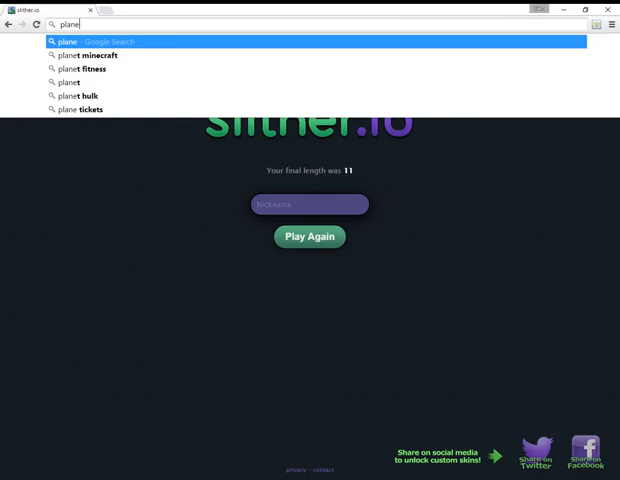 slither.io
plane
plane - Google Search
planet minecraft
planet fitness
planet
planet hulk
plane tickets
slither.io
Your final length was 11
Nickname
Play Again
Share on social media
to unlock custom skins!
Share on
Twitter
Share on
Facebook
privacy - contact